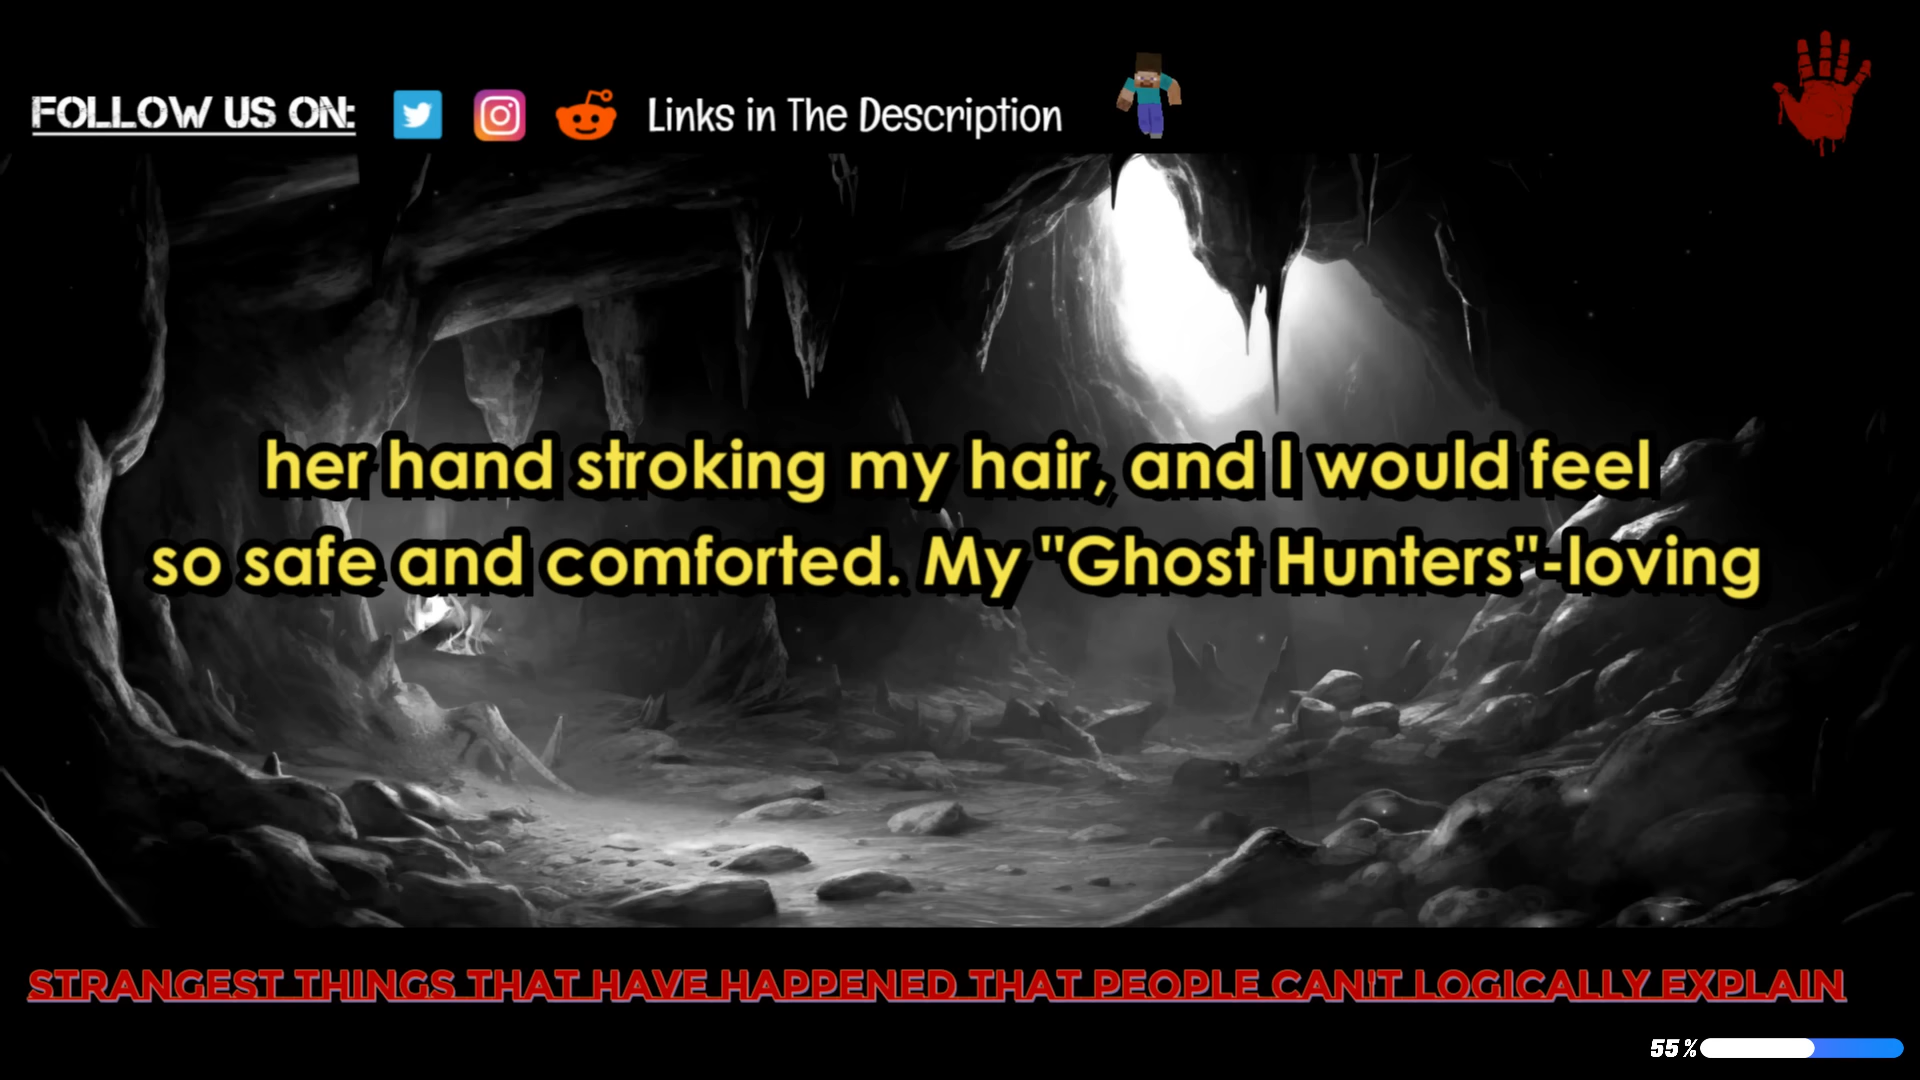 FOLLOW US ON:
Links in The Description
her hand stroking my hair, and I would feel
so safe and comforted. My "Ghost Hunters"-loving
STRANGEST THINGS THAT HAVE HAPPENED THAT PEOPLE CAN'T LOGICALLY EXPLAIN
55%